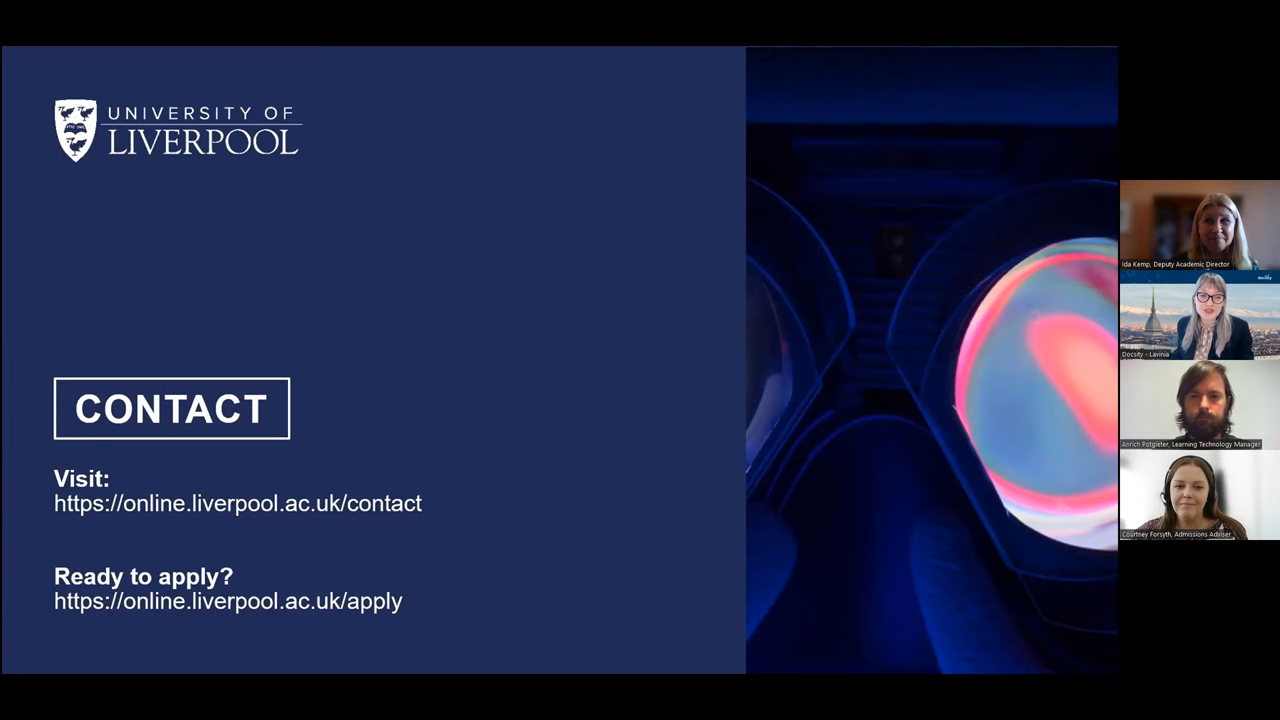 UNIVERSITY OF
LIVERPOOL
CONTACT
Visit:
https://online.liverpool.ac.uk/contact
Ready to apply?
https://online.liverpool.ac.uk/apply
Ida Kemp, Deputy Academic Director
docsity
Docsity - Lavinia
Anrich Potgieter, Learning Technology Manager
Courtney Forsyth, Admissions Adviser